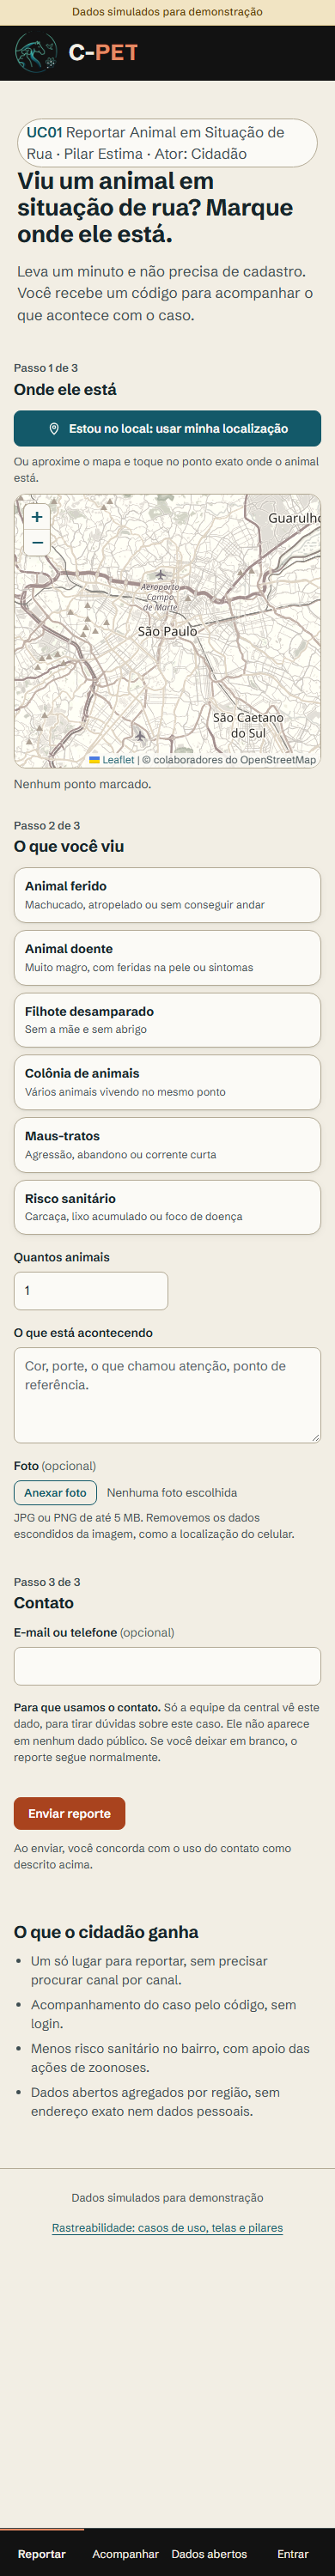 Dados simulados para demonstração
C-PET
UC01 Reportar Animal em Situação de
Rua · Pilar Estima · Ator: Cidadão
Viu um animal em
situação de rua? Marque
onde ele está.
Leva um minuto e não precisa de cadastro.
Você recebe um código para acompanhar o
que acontece com o caso.
Passo 1 de 3
Onde ele está
Estou no local: usar minha localização
Ou aproxime o mapa e toque no ponto exato onde o animal
está.
+
−
Guarulho
Aeroporto
Campo
de Marte
São Paulo
São Caetano
do Sul
Leaflet | © colaboradores do OpenStreetMap
Nenhum ponto marcado.
Passo 2 de 3
O que você viu
Animal ferido
Machucado, atropelado ou sem conseguir andar
Animal doente
Muito magro, com feridas na pele ou sintomas
Filhote desamparado
Sem a mãe e sem abrigo
Colônia de animais
Vários animais vivendo no mesmo ponto
Maus-tratos
Agressão, abandono ou corrente curta
Risco sanitário
Carcaça, lixo acumulado ou foco de doença
Quantos animais
1
O que está acontecendo
Cor, porte, o que chamou atenção, ponto de
referência.
Foto (opcional)
Anexar foto Nenhuma foto escolhida
JPG ou PNG de até 5 MB. Removemos os dados
escondidos da imagem, como a localização do celular.
Passo 3 de 3
Contato
E-mail ou telefone (opcional)
Para que usamos o contato. Só a equipe da central vê este
dado, para tirar dúvidas sobre este caso. Ele não aparece
em nenhum dado público. Se você deixar em branco, o
reporte segue normalmente.
Enviar reporte
Ao enviar, você concorda com o uso do contato como
descrito acima.
O que o cidadão ganha
• Um só lugar para reportar, sem precisar
procurar canal por canal.
• Acompanhamento do caso pelo código, sem
login.
• Menos risco sanitário no bairro, com apoio das
ações de zoonoses.
• Dados abertos agregados por região, sem
endereço exato nem dados pessoais.
Dados simulados para demonstração
Rastreabilidade: casos de uso, telas e pilares
Reportar Acompanhar Dados abertos Entrar